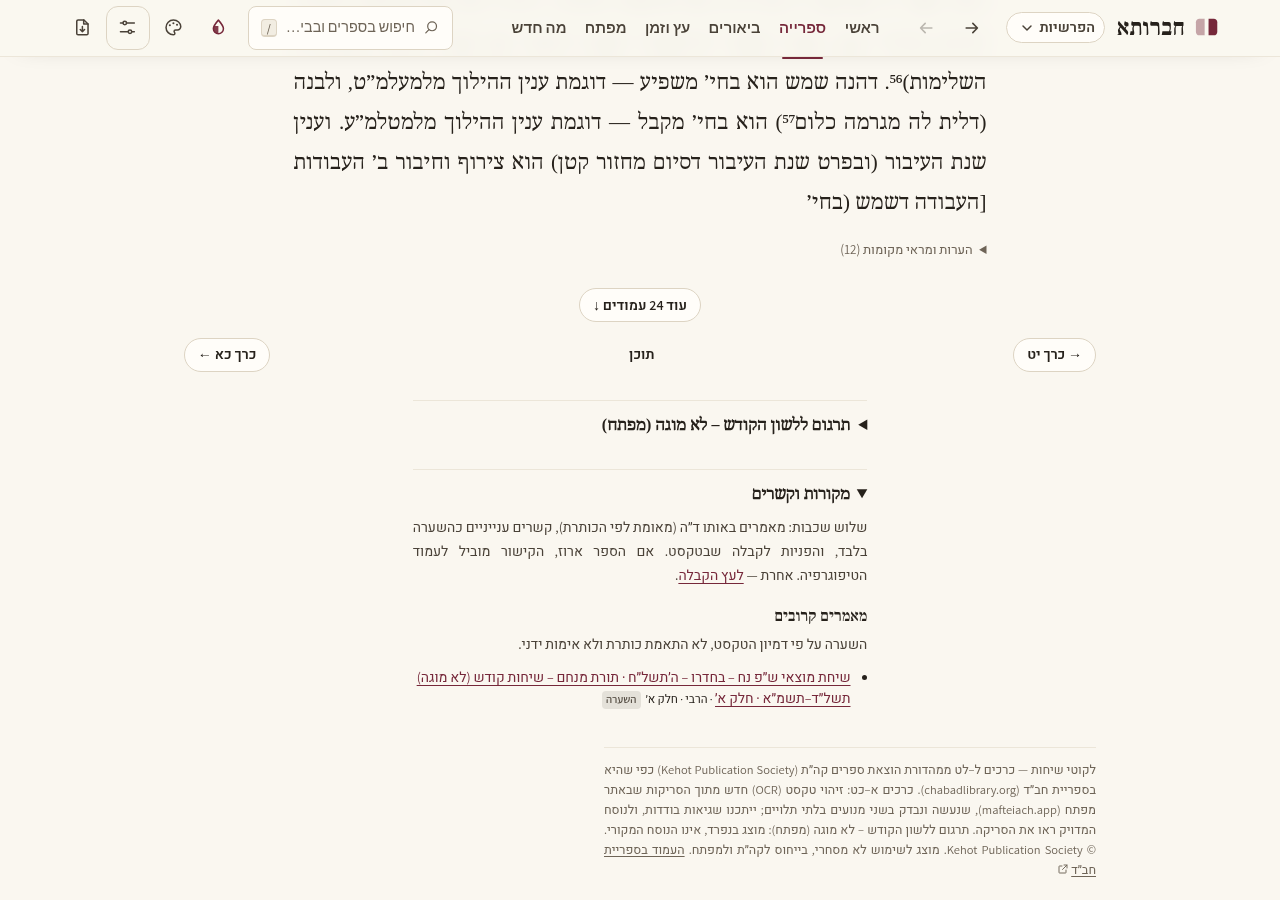 חברותא
הפרשיות
ראשי
ספרייה
ביאורים
עץ וזמן
מפתח
מה חדש
חיפוש בספרים ובבי... /
השלימות)⁵⁶. דהנה שמש הוא בחי' משפיע — דוגמת ענין ההילוך מלמעלמ"ט, ולבנה
(דלית לה מגרמה כלום⁵⁷) הוא בחי' מקבל — דוגמת ענין ההילוך מלמטלמ"ע. וענין
שנת העיבור (ובפרט שנת העיבור דסיום מחזור קטן) הוא צירוף וחיבור ב' העבודות
[העבודה דשמש (בחי'
◀ הערות ומראי מקומות (12)
עוד 24 עמודים ↓
→ כרך יט
תוכן
כרך כא ←
◀ תרגום ללשון הקודש – לא מוגה (מפתח)
▼ מקורות וקשרים
שלוש שכבות: מאמרים באותו ד"ה (מאומת לפי הכותרת), קשרים ענייניים כהשערה
בלבד, והפניות לקבלה שבטקסט. אם הספר ארוז, הקישור מוביל לעמוד
הטיפוגרפיה. אחרת — לעץ הקבלה.
מאמרים קרובים
השערה על פי דמיון הטקסט, לא התאמת כותרת ולא אימות ידני.
• שיחת מוצאי ש"פ נח – בחדרו – ה'תשל"ח · תורת מנחם – שיחות קודש (לא מוגה)
תשל"ד–תשמ"א · חלק א' · הרבי · חלק א' השערה
לקוטי שיחות — כרכים ל–לט ממהדורת הוצאת ספרים קה"ת (Kehot Publication Society) כפי שהיא
בספריית חב"ד (chabadlibrary.org). כרכים א–כט: זיהוי טקסט (OCR) חדש מתוך הסריקות שבאתר
מפתח (mafteiach.app), שנעשה ונבדק בשני מנועים בלתי תלויים; ייתכנו שגיאות בודדות, ולנוסח
המדויק ראו את הסריקה. תרגום ללשון הקודש – לא מוגה (מפתח): מוצג בנפרד, אינו הנוסח המקורי.
© Kehot Publication Society. מוצג לשימוש לא מסחרי, בייחוס לקה"ת ולמפתח. העמוד בספריית
חב"ד